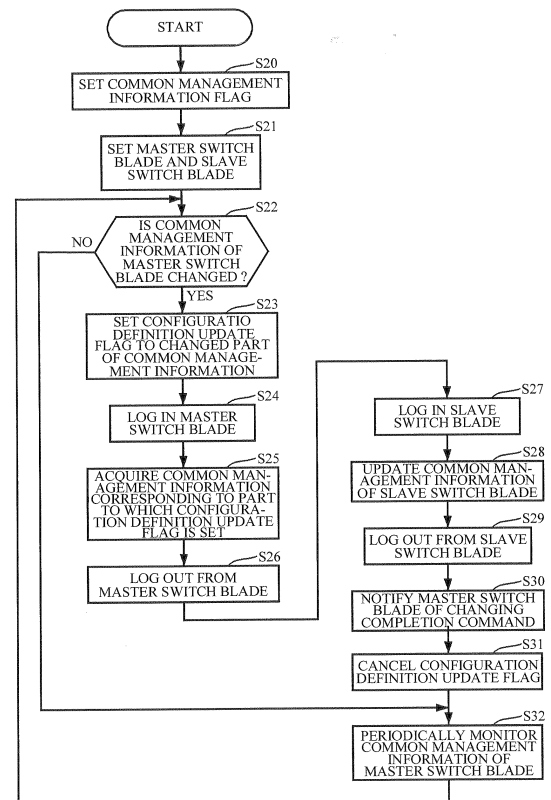 START
S20
SET COMMON MANAGEMENT
INFORMATION FLAG
S21
SET MASTER SWITCH
BLADE AND SLAVE
SWITCH BLADE
S22
IS COMMON
MANAGEMENT
INFORMATION OF
MASTER SWITCH
BLADE CHANGED ?
NO
YES
S23
SET CONFIGURATIO
DEFINITION UPDATE
FLAG TO CHANGED PART
OF COMMON MANAGE-
MENT INFORMATION
S24
LOG IN MASTER
SWITCH BLADE
S25
ACQUIRE COMMON MAN-
AGEMENT INFORMATION
CORRESPONDING TO PART
TO WHICH CONFIGURA-
TION DEFINITION UPDATE
FLAG IS SET
S26
LOG OUT FROM
MASTER SWITCH BLADE
S27
LOG IN SLAVE
SWITCH BLADE
S28
UPDATE COMMON MAN-
AGEMENT INFORMATION
OF SLAVE SWITCH BLADE
S29
LOG OUT FROM SLAVE
SWITCH BLADE
S30
NOTIFY MASTER SWITCH
BLADE OF CHANGING
COMPLETION COMMAND
S31
CANCEL CONFIGURATION
DEFINITION UPDATE FLAG
S32
PERIODICALLY MONITOR
COMMON MANAGEMENT
INFORMATION OF
MASTER SWITCH BLADE